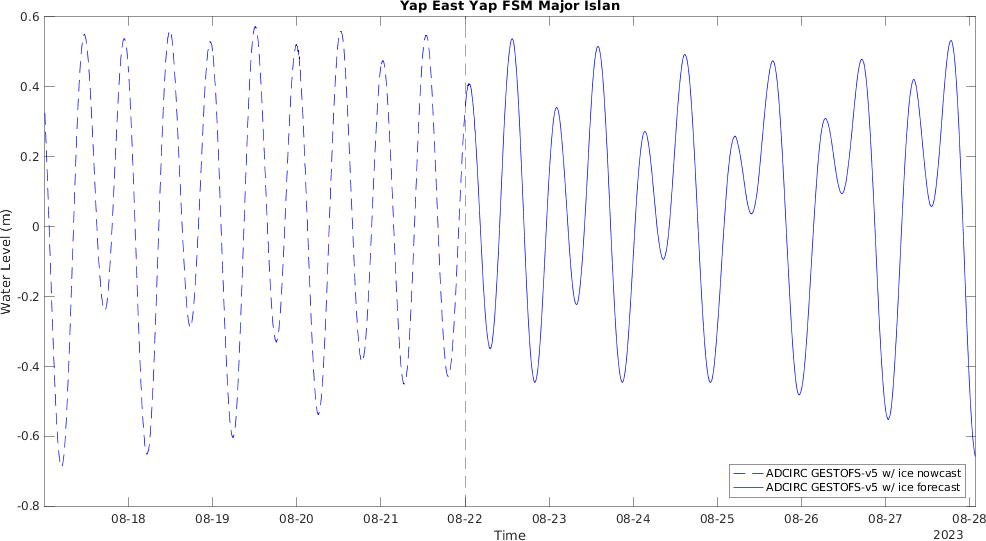 Yap East Yap FSM Major Islan
0.6
0.4
0.2
0
-0.2
-0.4
-0.6
-0.8
Water Level (m)
ADCIRC GESTOFS-v5 w/ ice nowcast
ADCIRC GESTOFS-v5 w/ ice forecast
08-18 08-19 08-20 08-21 08-22 08-23 08-24 08-25 08-26 08-27 08-28
Time
2023